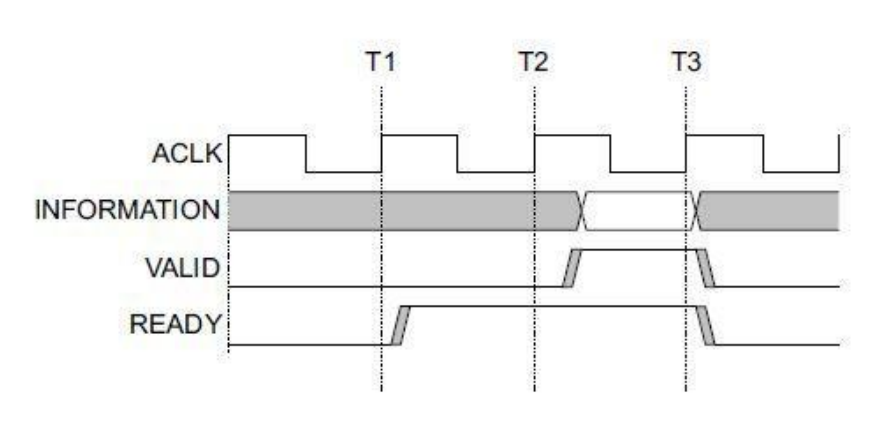 T1 T2 T3
ACLK
INFORMATION
VALID
READY